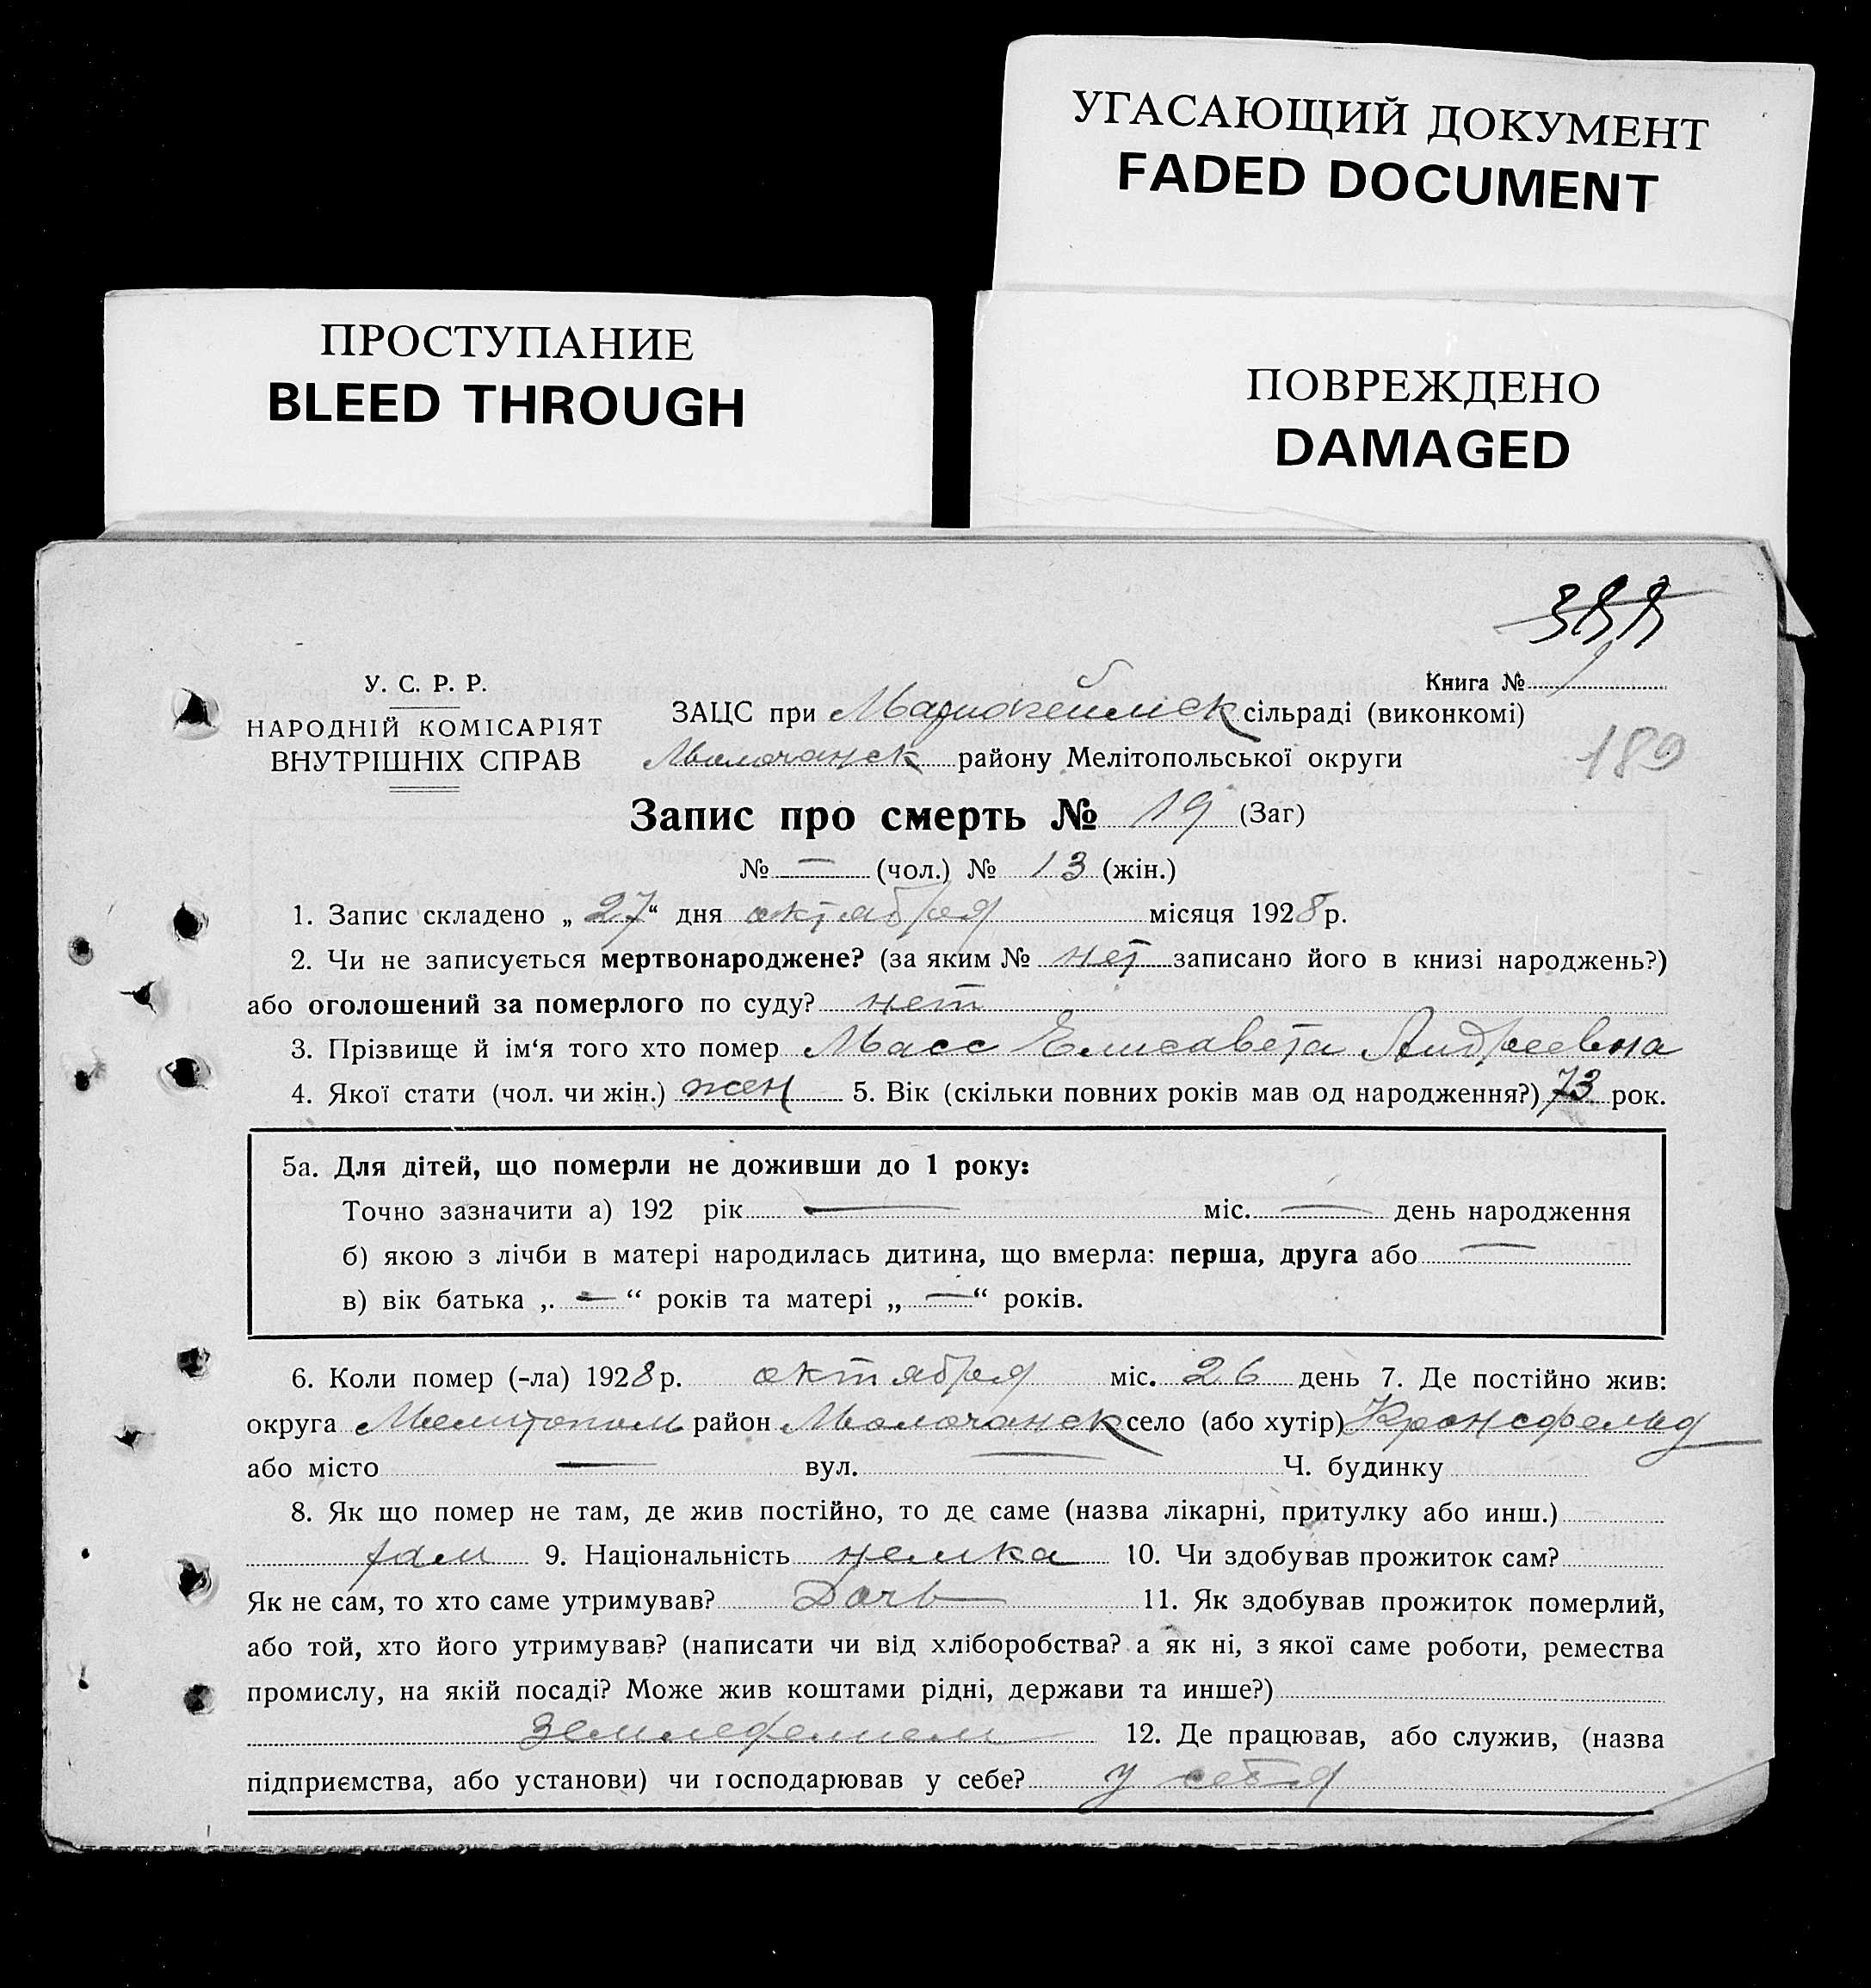 УГАСАЮЩИЙ ДОКУМЕНТ
FADED DOCUMENT
ПРОСТУПАНИЕ
BLEED THROUGH
ПОВРЕЖДЕНО
DAMAGED
У. С. Р. Р.
НАРОДНІЙ КОМІСАРІЯТ
ВНУТРІШНІХ СПРАВ
Книга № 1
ЗАЦС при сільраді (виконкомі)
Молочанск району Мелітопольської округи
189
Запис про смерть № 19 (Заг)
№ — (чол.) № 13 (жін.)
1. Запис складено „ 27 “ дня октября місяця 1928 р.
2. Чи не записується мертвонароджене? (за яким № нет записано його в книзі народжень?)
або оголошений за померлого по суду? нет
3. Прізвище й ім‘я того хто помер Масс Елисавета Андреевна
4. Якої стати (чол. чи жін.) жен 5. Вік (скільки повних років мав од народження?) 73 рок.
5а. Для дітей, що померли не доживши до 1 року:
Точно зазначити а) 192 рік — міс. — день народження
б) якою з лічби в матері народилась дитина, що вмерла: перша, друга або —
в) вік батька „ — “ років та матері „ — “ років.
6. Коли помер (-ла) 1928 р. октября міс. 26 день 7. Де постійно жив:
округа Мелитополь район Молочанск село (або хутір) Кронсфельд
або місто — вул. — Ч. будинку
8. Як що помер не там, де жив постійно, то де саме (назва лікарні, притулку або инш.)
там 9. Національність немка 10. Чи здобував прожиток сам?
Як не сам, то хто саме утримував? Дочь 11. Як здобував прожиток померлий,
або той, хто його утримував? (написати чи від хліборобства? а як ні, з якої саме роботи, ремества
промислу, на якій посаді? Може жив коштами рідні, держави та инше?)
Земледелием 12. Де працював, або служив, (назва
підприємства, або установи) чи господарював у себе? у себя